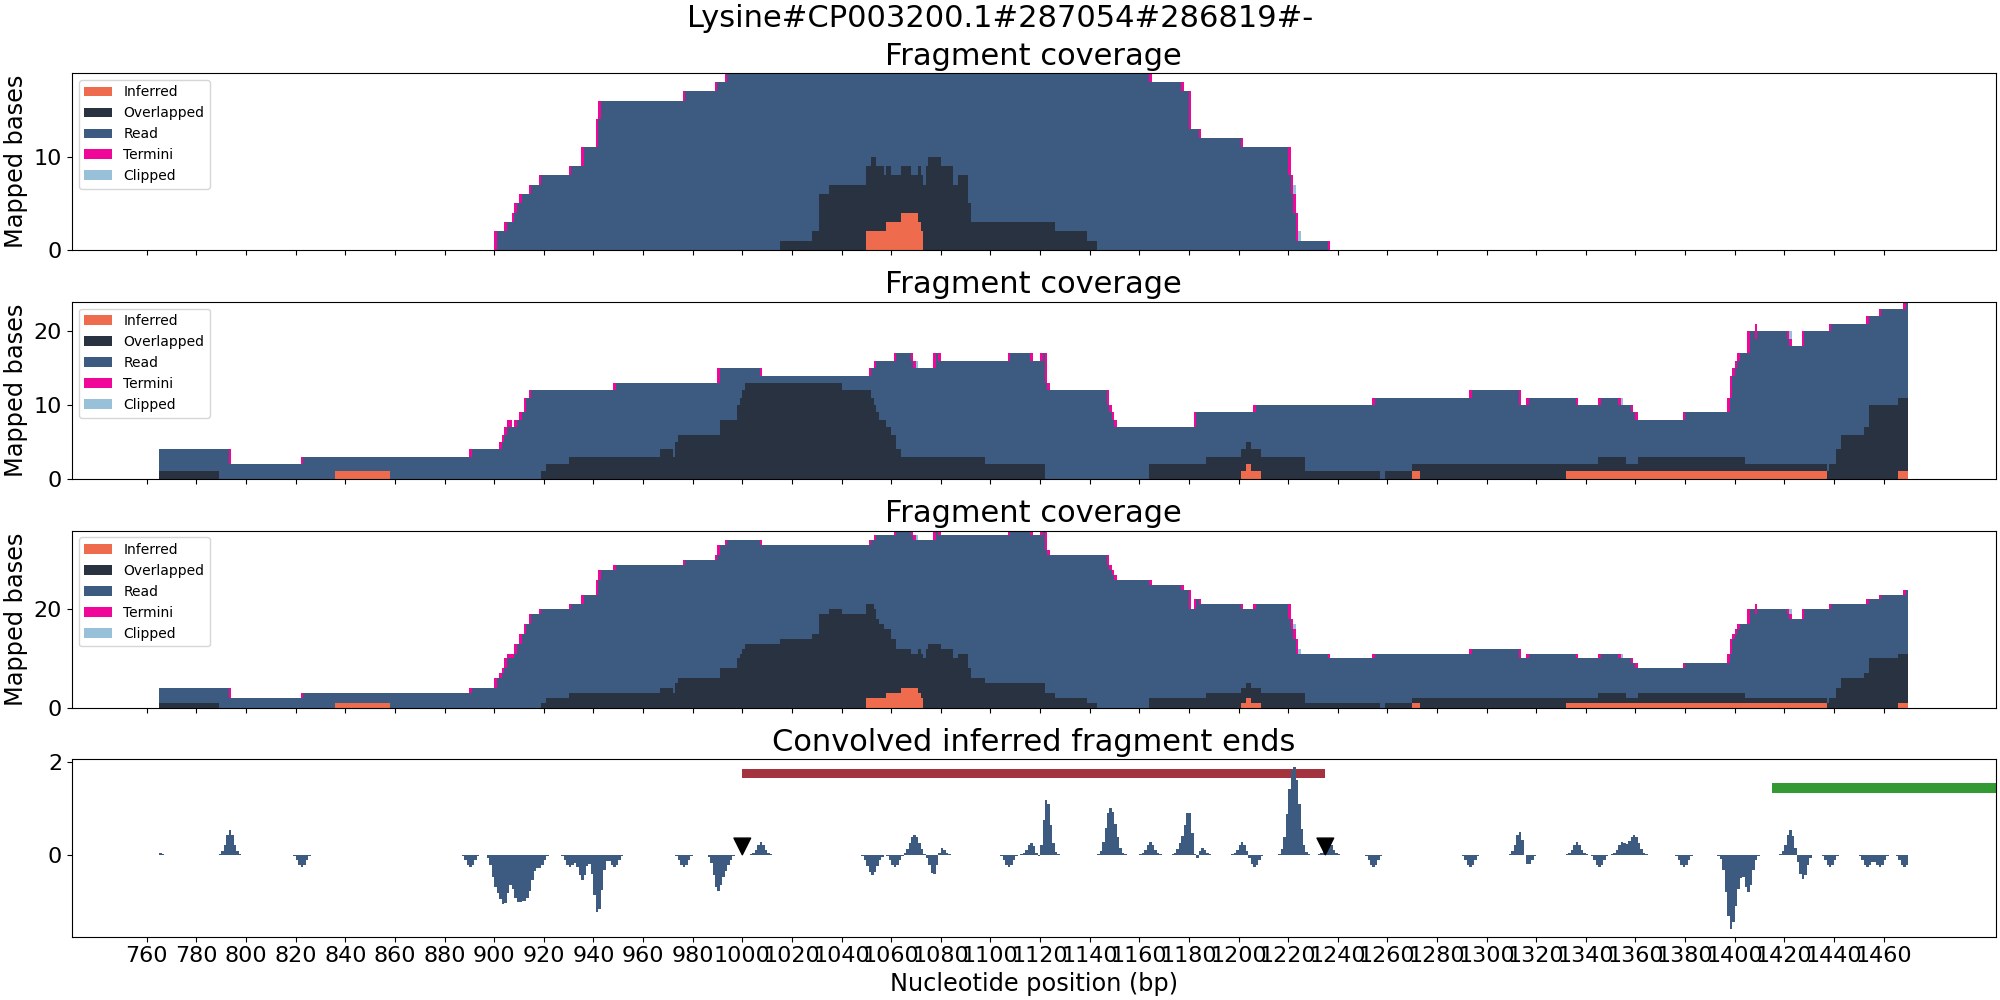 Lysine#CP003200.1#287054#286819#-
Fragment coverage
Mapped bases
10
0
Inferred
Overlapped
Read
Termini
Clipped
Fragment coverage
Mapped bases
20
10
0
Inferred
Overlapped
Read
Termini
Clipped
Fragment coverage
Mapped bases
20
0
Inferred
Overlapped
Read
Termini
Clipped
Convolved inferred fragment ends
2
0
760 780 800 820 840 860 880 900 920 940 960 980 1000 1020 1040 1060 1080 1100 1120 1140 1160 1180 1200 1220 1240 1260 1280 1300 1320 1340 1360 1380 1400 1420 1440 1460
Nucleotide position (bp)